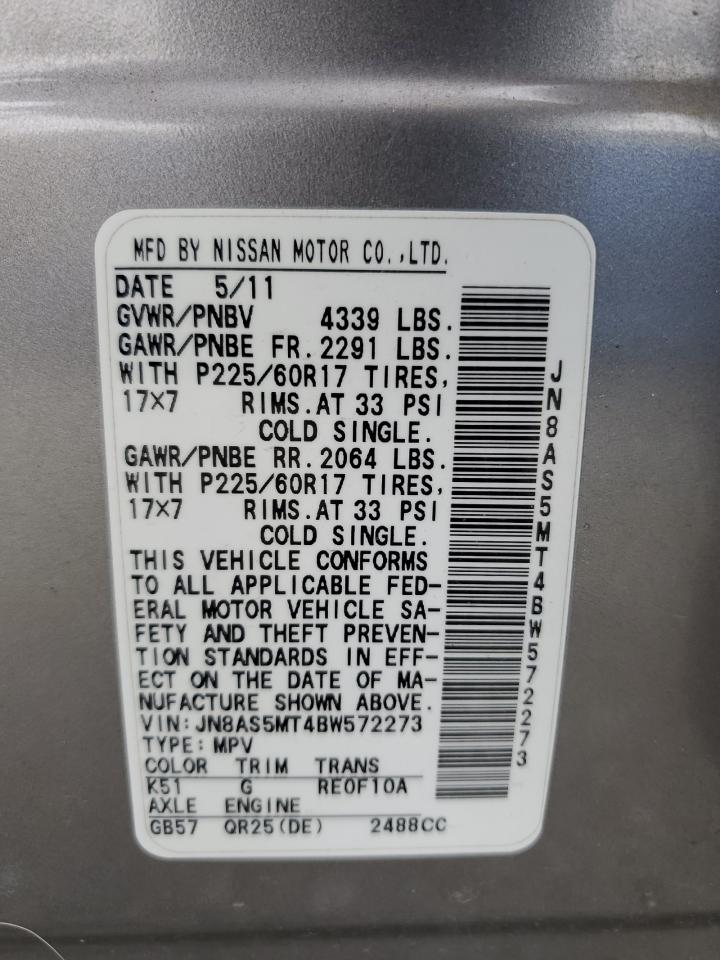 MFD BY NISSAN MOTOR CO.,LTD.
DATE 5/11
GVWR/PNBV 4339 LBS.
GAWR/PNBE FR.2291 LBS.
WITH P225/60R17 TIRES,
17×7 RIMS.AT 33 PSI
COLD SINGLE.
GAWR/PNBE RR.2064 LBS.
WITH P225/60R17 TIRES,
17×7 RIMS.AT 33 PSI
COLD SINGLE.
THIS VEHICLE CONFORMS
TO ALL APPLICABLE FED-
ERAL MOTOR VEHICLE SA-
FETY AND THEFT PREVEN-
TION STANDARDS IN EFF-
ECT ON THE DATE OF MA-
NUFACTURE SHOWN ABOVE.
VIN:JN8AS5MT4BW572273
TYPE:MPV
COLOR TRIM TRANS
K51 G RE0F10A
AXLE ENGINE
GB57 QR25(DE) 2488CC
JN8AS5MT4BW572273